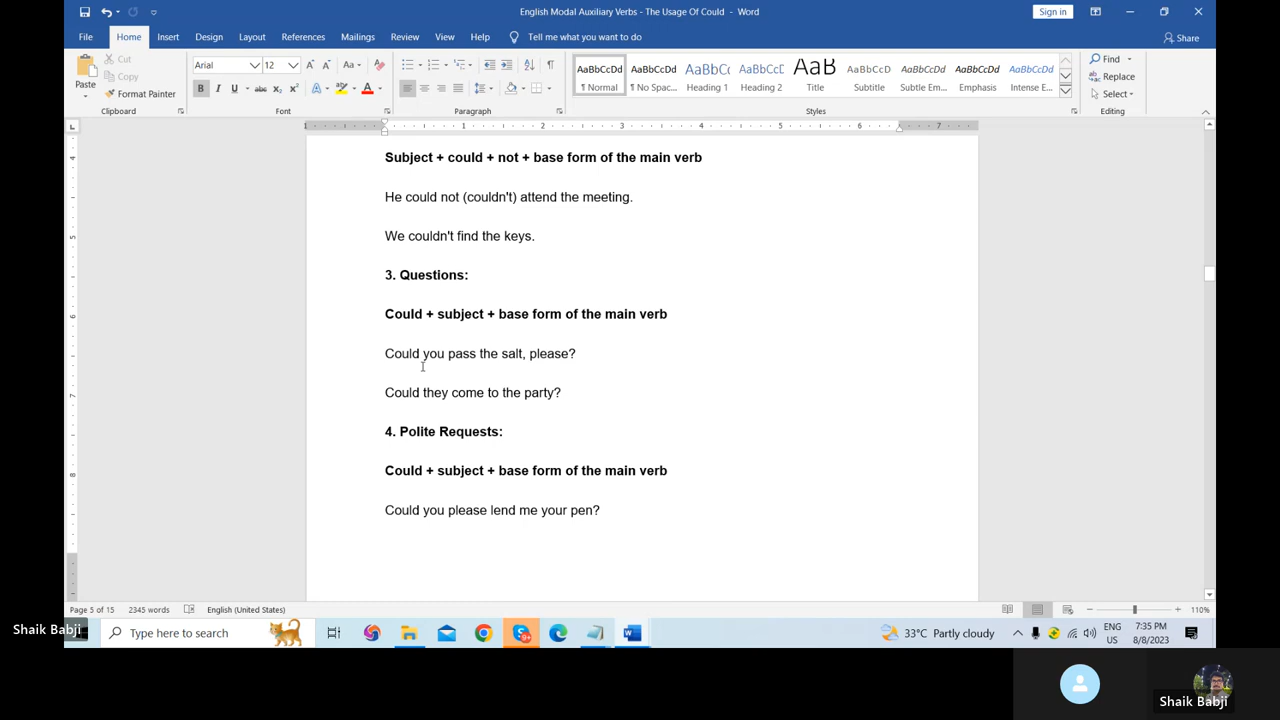 English Modal Auxiliary Verbs - The Usage Of Could - Word
Sign in
File Home Insert Design Layout References Mailings Review View Help Tell me what you want to do Share
Paste
Cut
Copy
Format Painter
Clipboard
Arial 12
Aa
B I U abc X₂ X²
Font
Paragraph
AaBbCcDd ¶ Normal
AaBbCcDd ¶ No Spac...
AaBbCc Heading 1
AaBbCcC Heading 2
AaB Title
AaBbCcD Subtitle
AaBbCcDd Subtle Em...
AaBbCcDd Emphasis
AaBbCcDd Intense E...
Styles
Find
Replace
Select
Editing
Subject + could + not + base form of the main verb
He could not (couldn't) attend the meeting.
We couldn't find the keys.
3. Questions:
Could + subject + base form of the main verb
Could you pass the salt, please?
Could they come to the party?
4. Polite Requests:
Could + subject + base form of the main verb
Could you please lend me your pen?
Page 5 of 15 2345 words English (United States) 110%
Shaik Babji
Type here to search
33°C Partly cloudy
ENG US
7:35 PM
8/8/2023
Shaik Babji